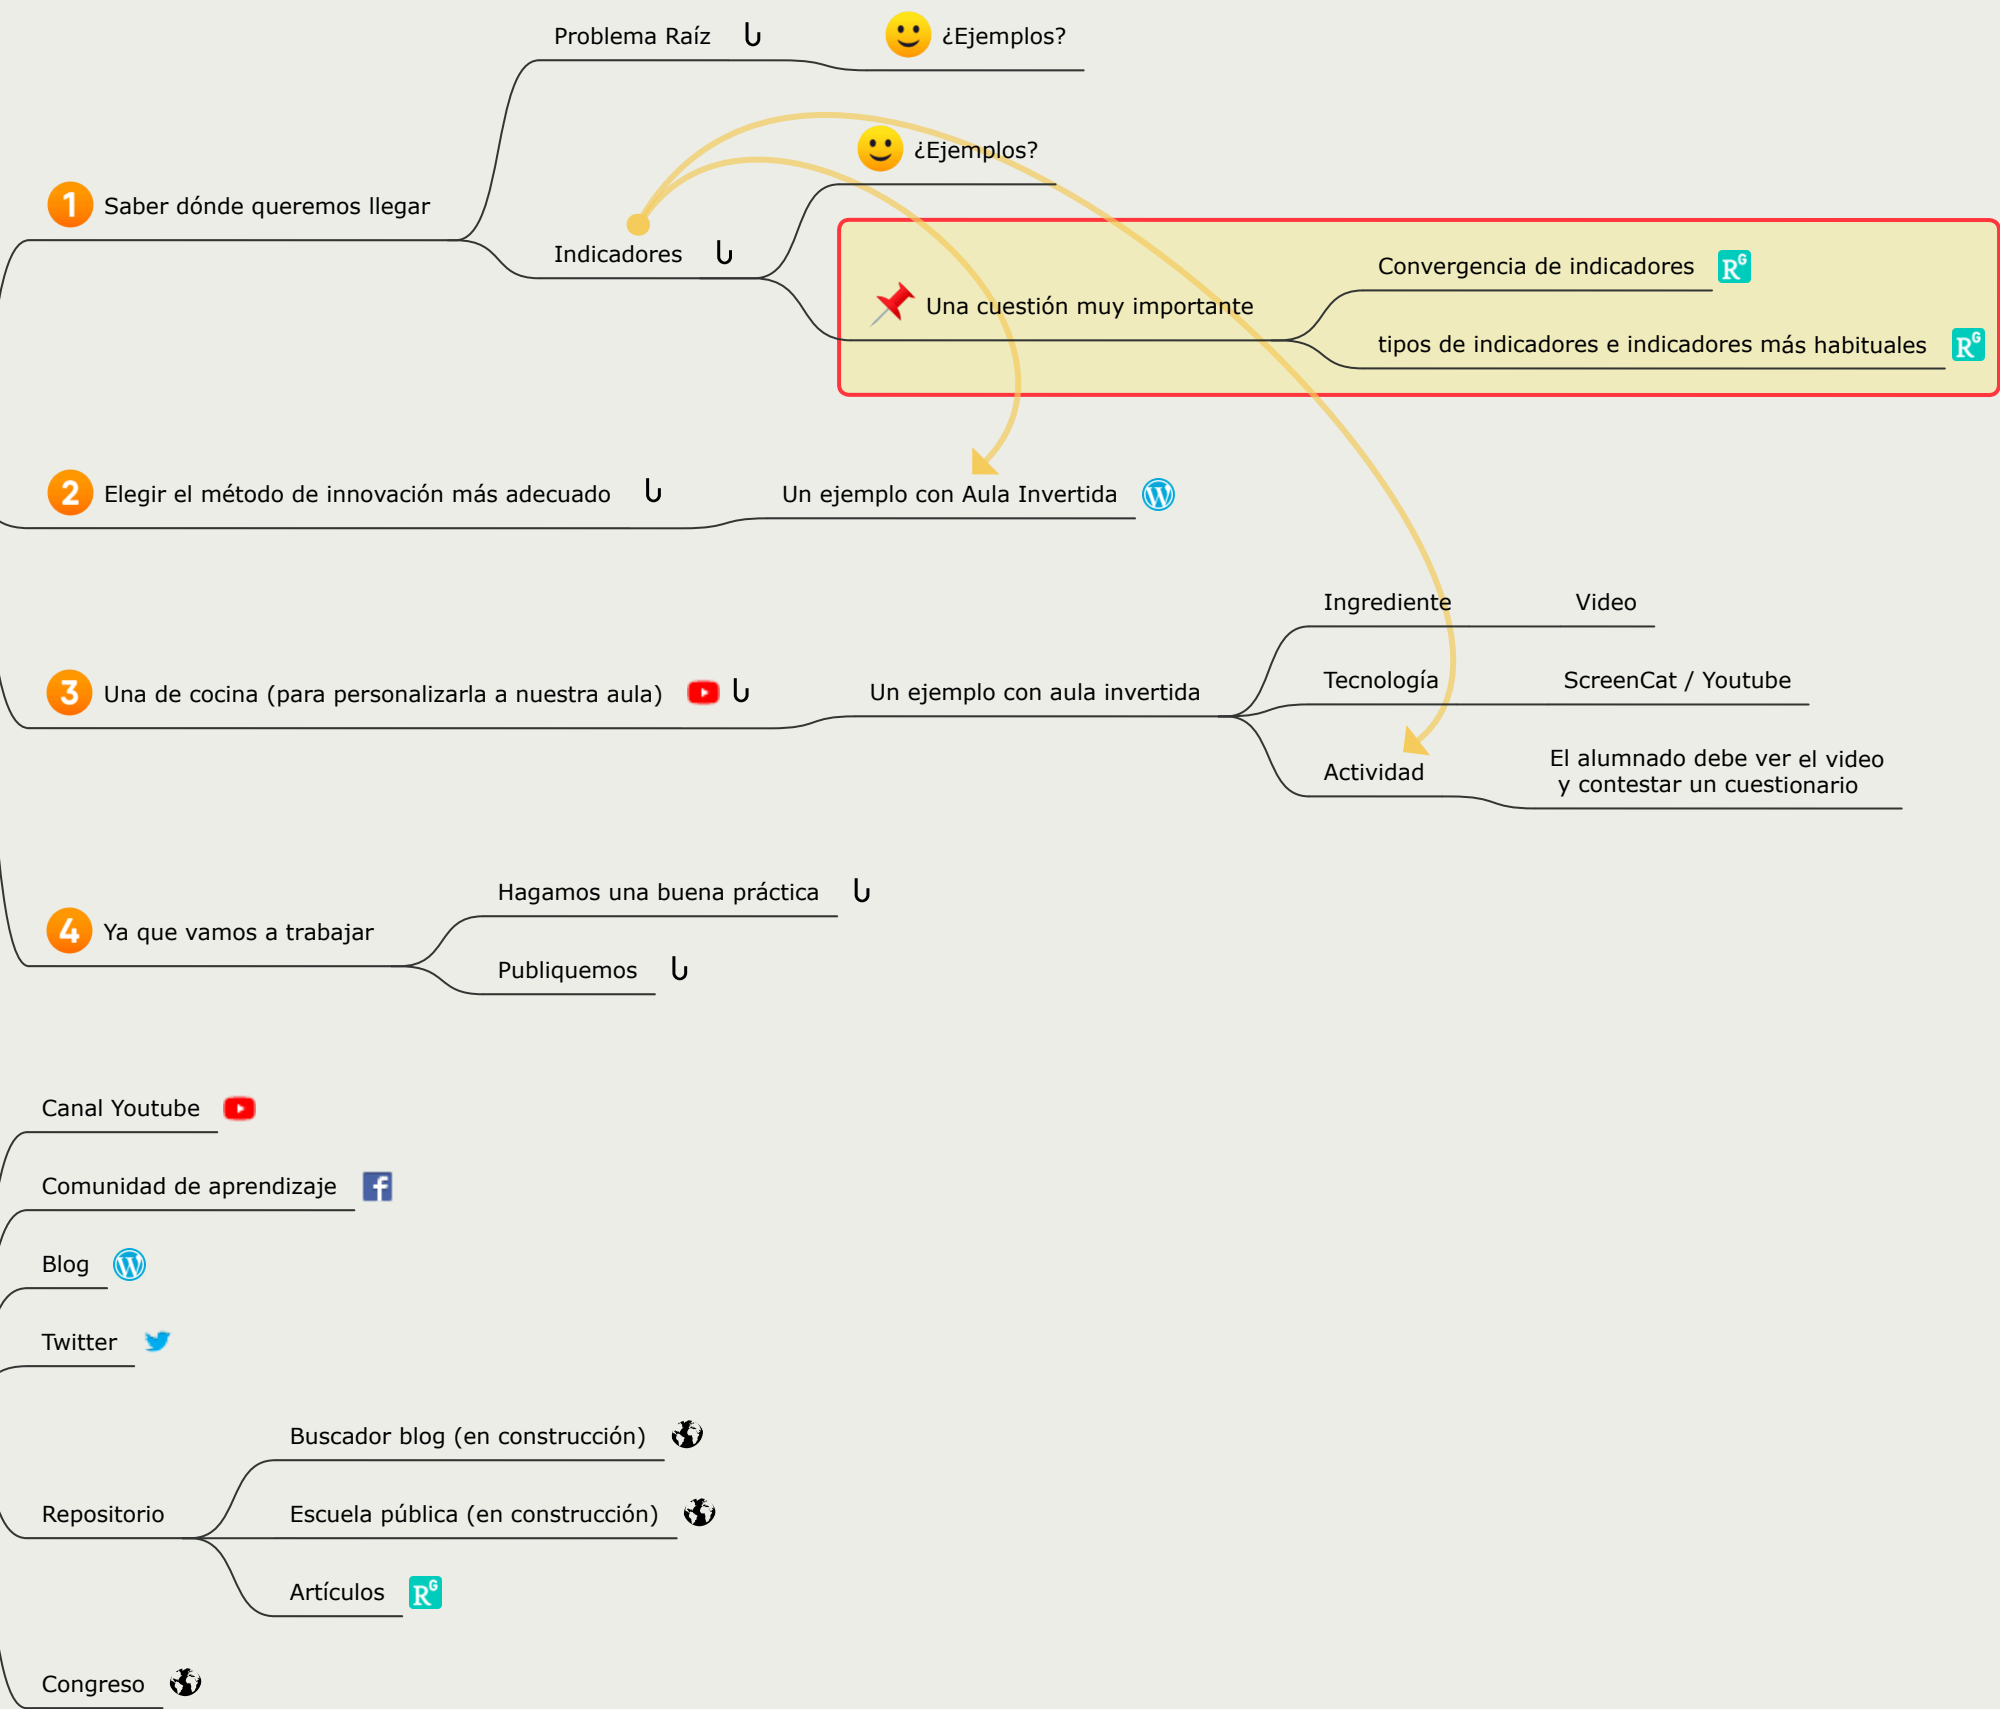 Problema Raíz
¿Ejemplos?
¿Ejemplos?
1 Saber dónde queremos llegar
Indicadores
Una cuestión muy importante
Convergencia de indicadores RG
tipos de indicadores e indicadores más habituales RG
2 Elegir el método de innovación más adecuado
Un ejemplo con Aula Invertida
3 Una de cocina (para personalizarla a nuestra aula)
Un ejemplo con aula invertida
Ingrediente
Video
Tecnología
ScreenCat / Youtube
Actividad
El alumnado debe ver el video
y contestar un cuestionario
4 Ya que vamos a trabajar
Hagamos una buena práctica
Publiquemos
Canal Youtube
Comunidad de aprendizaje
Blog
Twitter
Repositorio
Buscador blog (en construcción)
Escuela pública (en construcción)
Artículos RG
Congreso